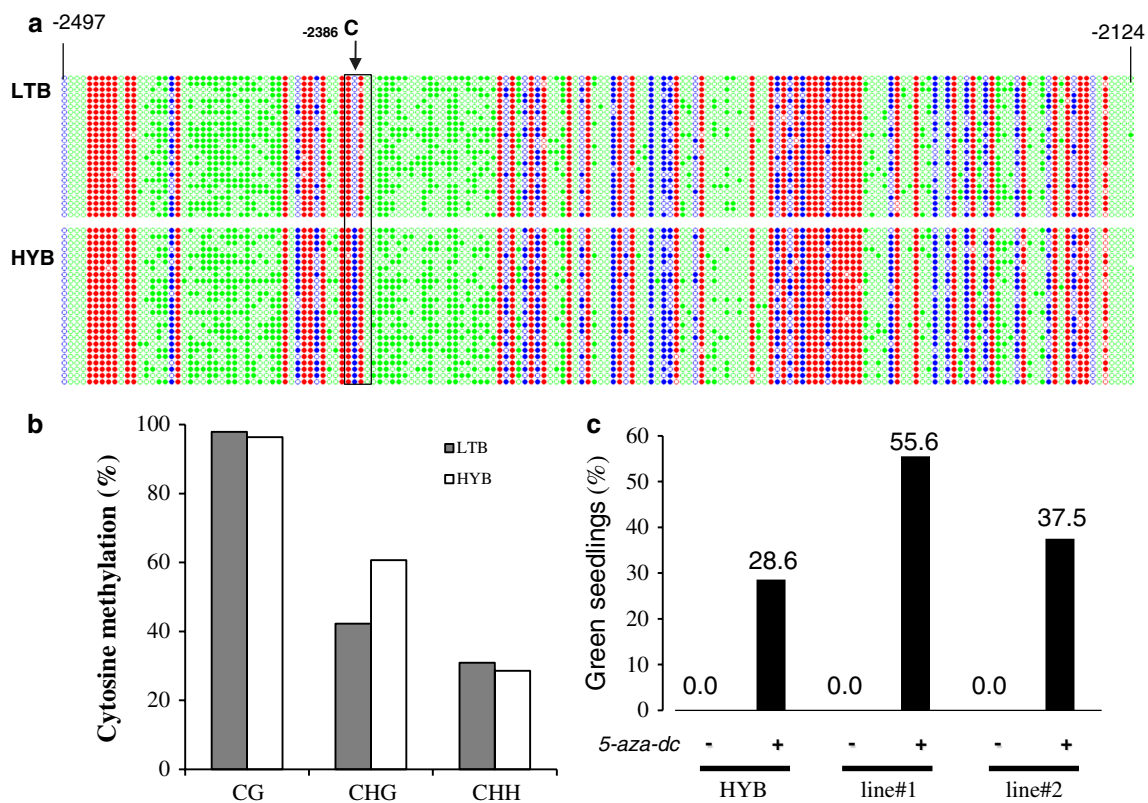 a
-2497
-2386 C
-2124
LTB
HYB
b
Cytosine methylation (%)
100
80
60
40
20
0
LTB
HYB
CG
CHG
CHH
c
Green seedlings (%)
60
50
40
30
20
10
0
0.0
28.6
0.0
55.6
0.0
37.5
5-aza-dc - + - + - +
HYB
line#1
line#2